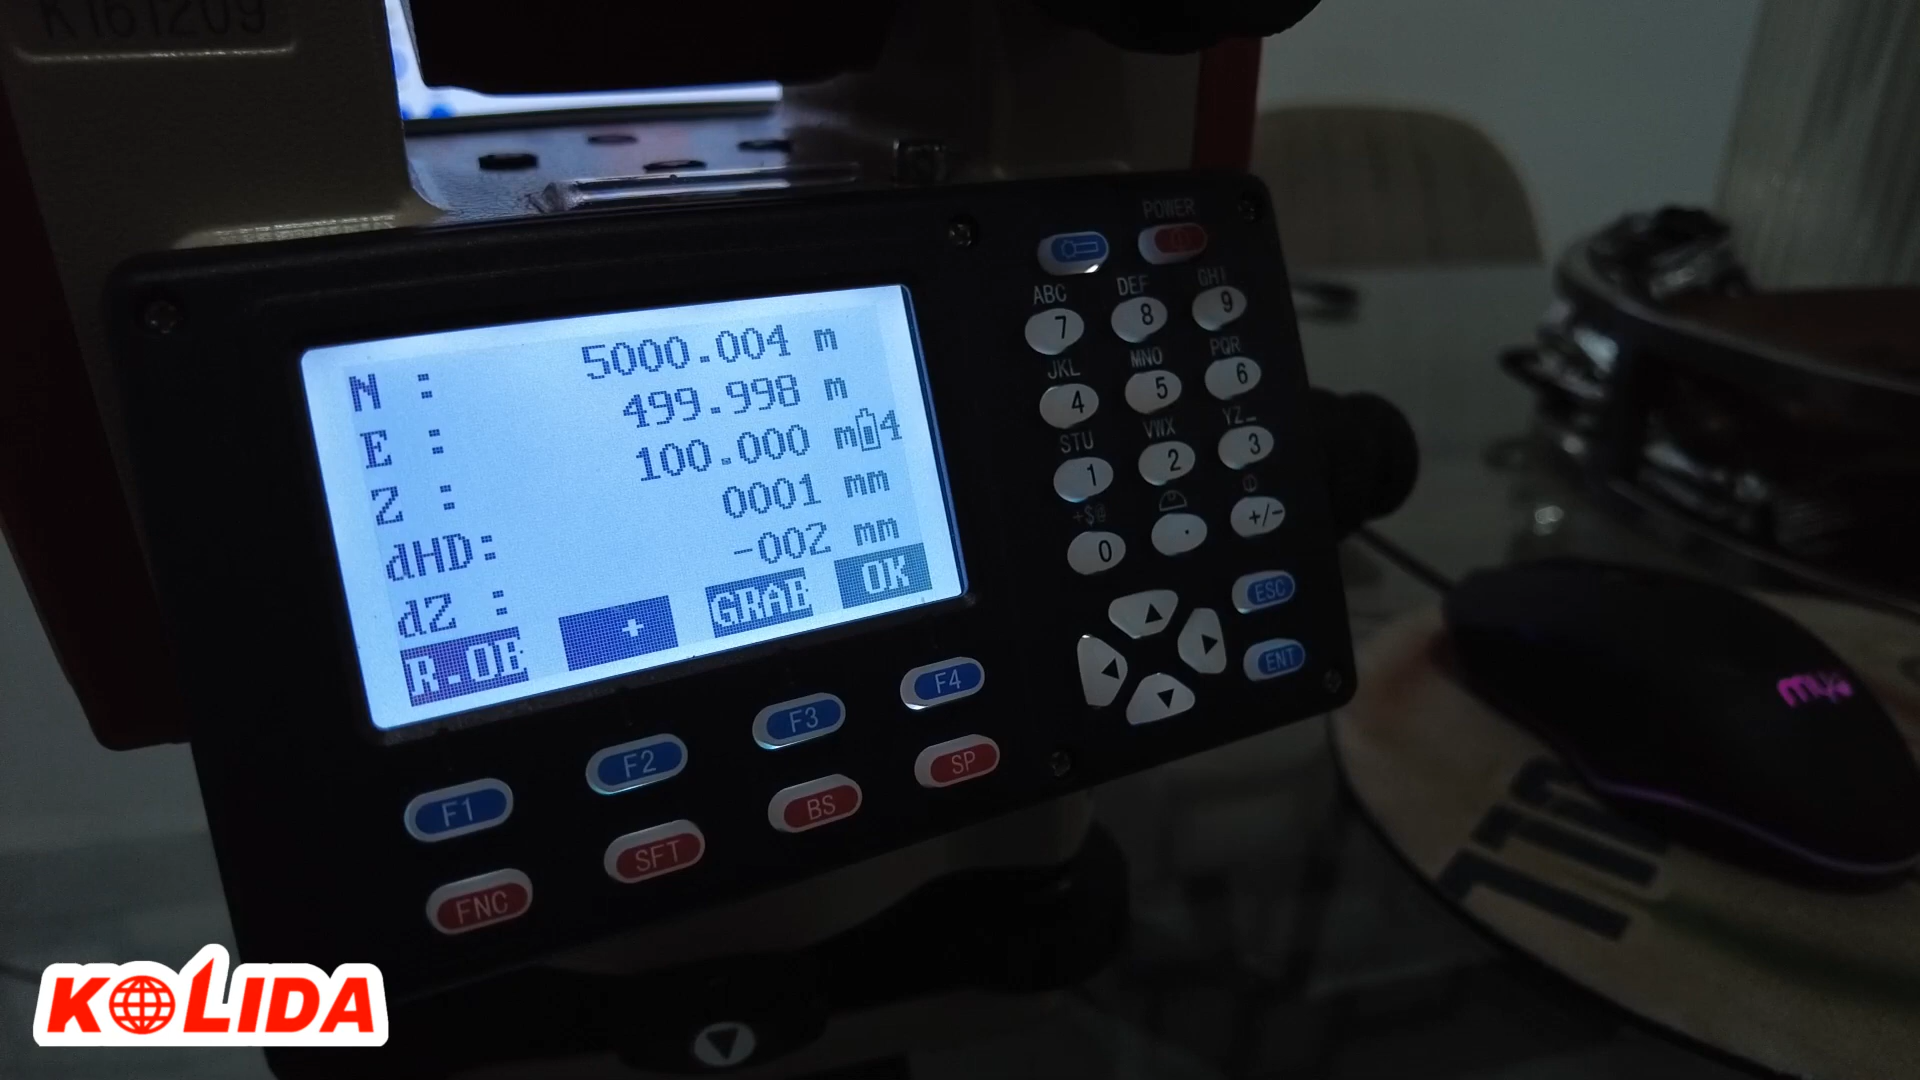 K161209
N : 5000.004 m
E : 499.998 m
Z : 100.000 m 4
dHD: 0001 mm
dZ : -002 mm
R.OB + GRAB OK
F1 F2 F3 F4
FNC SFT BS SP
POWER
ABC DEF GHI
7 8 9
JKL MNO PQR
4 5 6
STU VWX YZ_
1 2 3
+$@
0 . +/-
ESC
ENT
KOLIDA